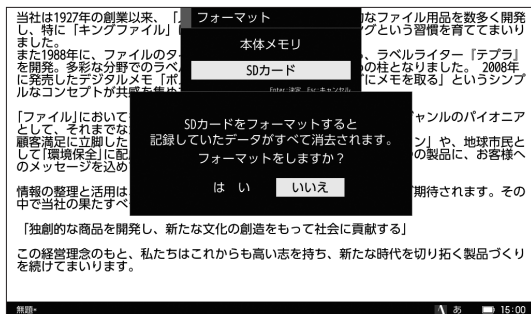 当社は1927年の創業以来、「
フォーマット
なファイル用品を数多く開発
し、特に「キングファイル」
本体メモリ
グという習慣を育ててまいり
ました。
また1988年に、ファイルの
SDカード
、ラベルライター『テプラ』
を開発。多彩な分野でのラベ
の柱となりました。 2008年
に発売したデジタルメモ「ポ
Enter:決定 Esc:キャンセル
にメモを取る」というシンプ
ルなコンセプトが共感を集め
「ファイル」において
SDカードをフォーマットすると
ャンルのパイオニア
として、それまでな
記録していたデータがすべて消去されます。
顧客満足に立脚した
ン」や、地球市民と
して「環境保全」に配
フォーマットをしますか？
の製品に、お客様へ
のメッセージを込め
情報の整理と活用は
は い
いいえ
期待されます。その
中で当社の果たすべ
「独創的な商品を開発し、新たな文化の創造をもって社会に貢献する」
この経営理念のもと、私たちはこれからも高い志を持ち、新たな時代を切り拓く製品づくり
を続けてまいります。
無題* A あ 15:00